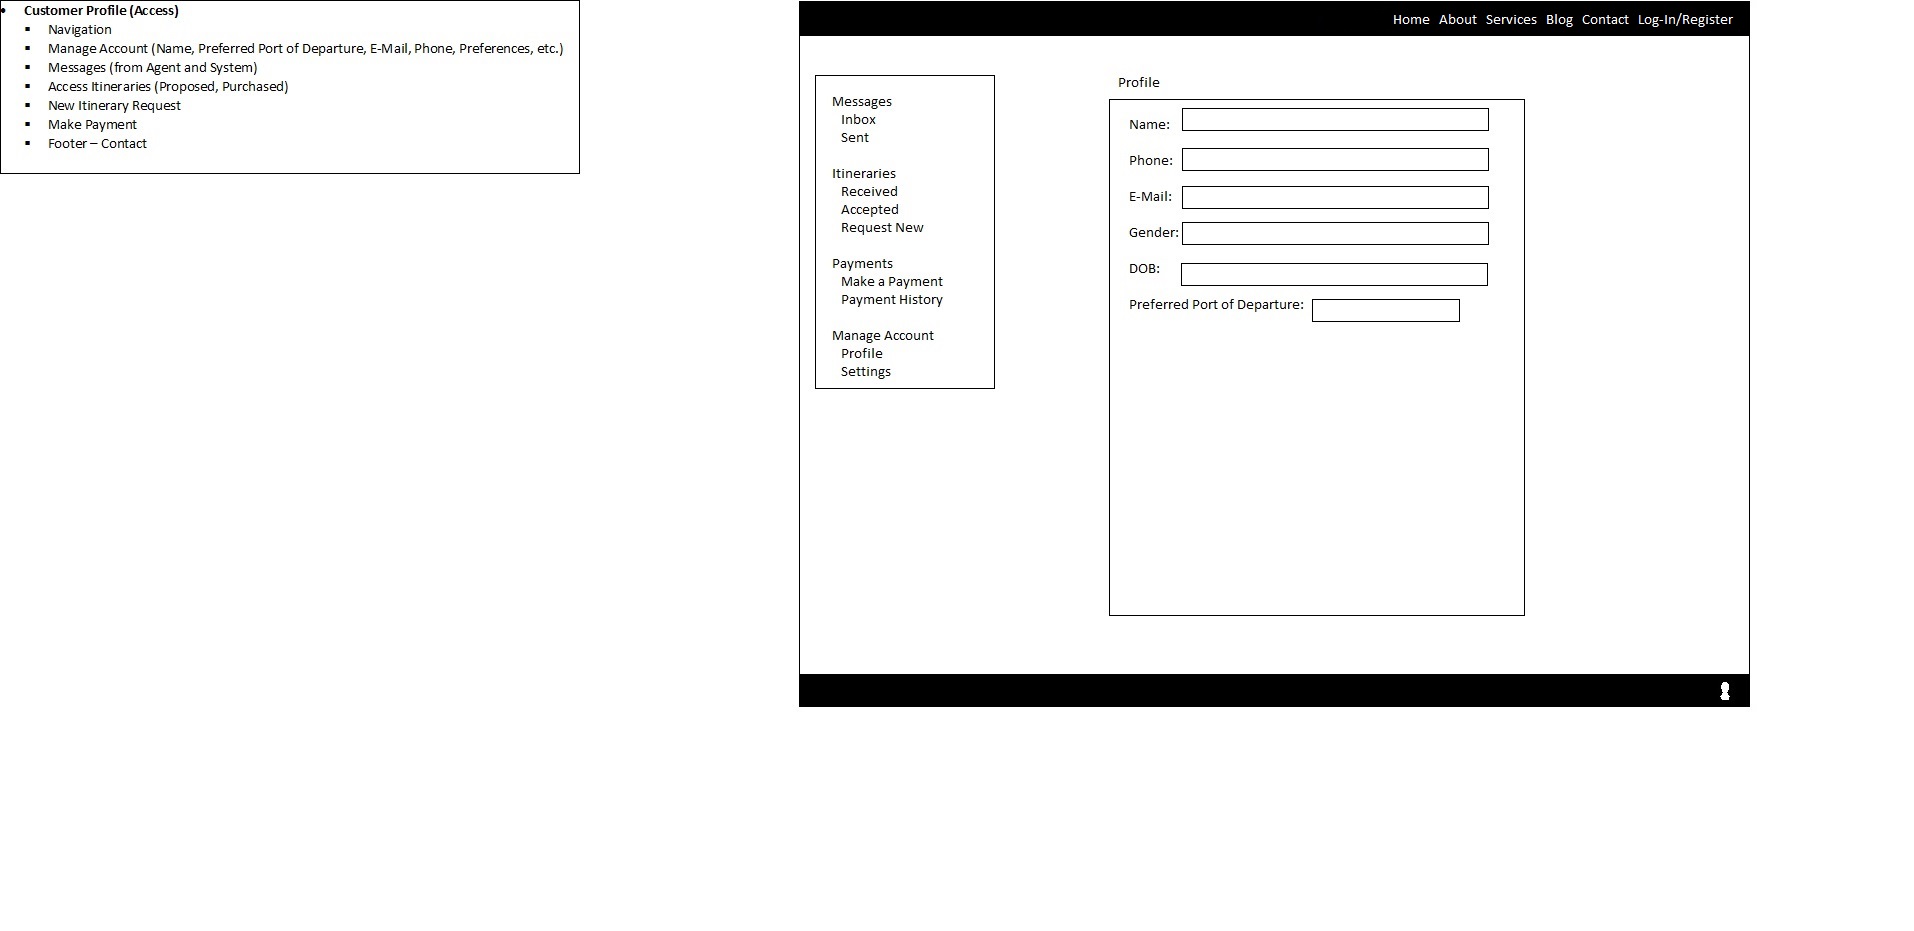 • Customer Profile (Access)
▪ Navigation
▪ Manage Account (Name, Preferred Port of Departure, E-Mail, Phone, Preferences, etc.)
▪ Messages (from Agent and System)
▪ Access Itineraries (Proposed, Purchased)
▪ New Itinerary Request
▪ Make Payment
▪ Footer – Contact
Home About Services Blog Contact Log-In/Register
Messages
Inbox
Sent
Itineraries
Received
Accepted
Request New
Payments
Make a Payment
Payment History
Manage Account
Profile
Settings
Profile
Name:
Phone:
E-Mail:
Gender:
DOB:
Preferred Port of Departure: